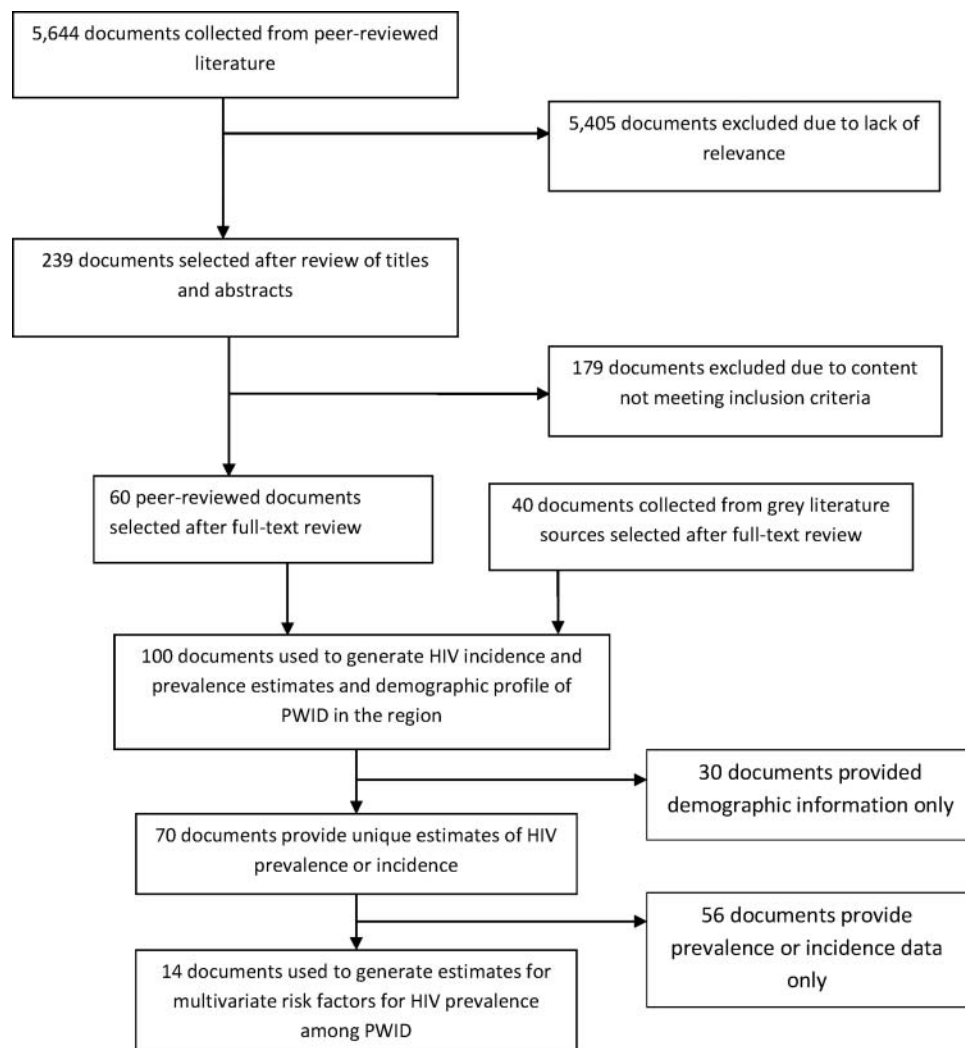 5,644 documents collected from peer-reviewed
literature
5,405 documents excluded due to lack of
relevance
239 documents selected after review of titles
and abstracts
179 documents excluded due to content
not meeting inclusion criteria
60 peer-reviewed documents
selected after full-text review
40 documents collected from grey literature
sources selected after full-text review
100 documents used to generate HIV incidence and
prevalence estimates and demographic profile of
PWID in the region
30 documents provided
demographic information only
70 documents provide unique estimates of HIV
prevalence or incidence
56 documents provide
prevalence or incidence data
only
14 documents used to generate estimates for
multivariate risk factors for HIV prevalence
among PWID